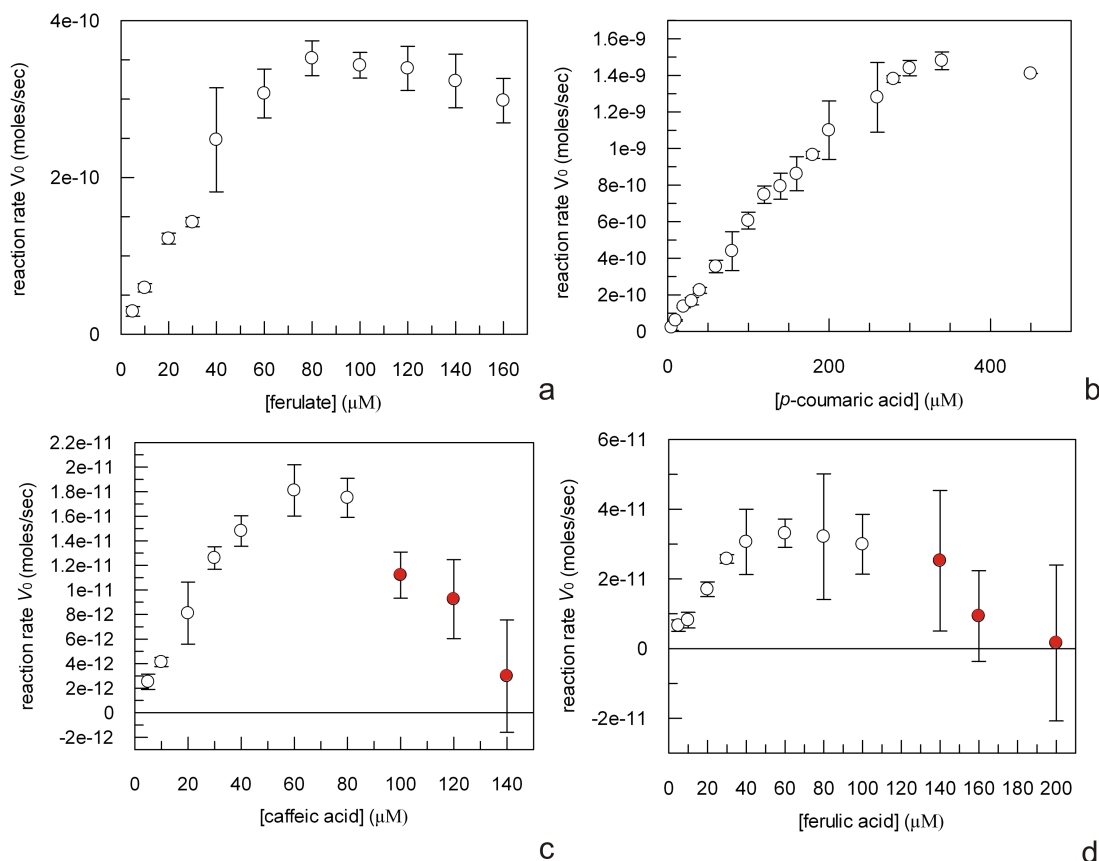 4e-10
2e-10
0
reaction rate V0 (moles/sec)
0 20 40 60 80 100 120 140 160
[ferulate] (μM)
a
1.6e-9
1.4e-9
1.2e-9
1e-9
8e-10
6e-10
4e-10
2e-10
0
reaction rate V0 (moles/sec)
0 200 400
[p-coumaric acid] (μM)
b
2.2e-11
2e-11
1.8e-11
1.6e-11
1.4e-11
1.2e-11
1e-11
8e-12
6e-12
4e-12
2e-12
0
-2e-12
reaction rate V0 (moles/sec)
0 20 40 60 80 100 120 140
[caffeic acid] (μM)
c
6e-11
4e-11
2e-11
0
-2e-11
reaction rate V0 (moles/sec)
0 20 40 60 80 100 120 140 160 180 200
[ferulic acid] (μM)
d